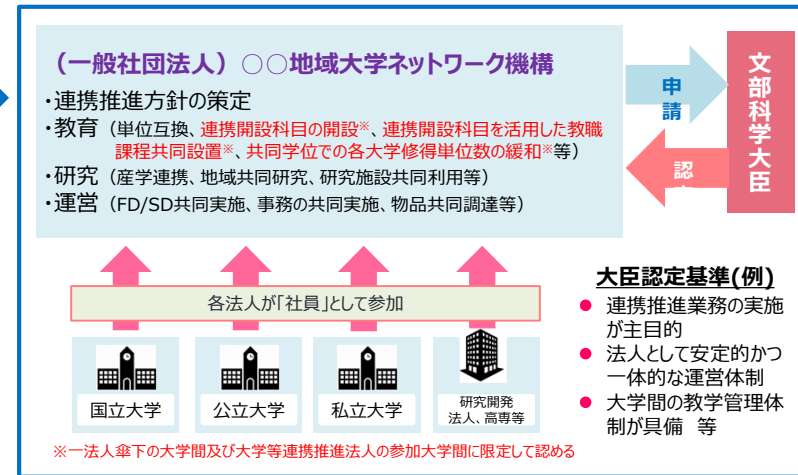 （一般社団法人）○○地域大学ネットワーク機構
・連携推進方針の策定
・教育（単位互換、連携開設科目の開設※、連携開設科目を活用した教職
課程共同設置※、共同学位での各大学修得単位数の緩和※等）
・研究（産学連携、地域共同研究、研究施設共同利用等）
・運営（FD/SD共同実施、事務の共同実施、物品共同調達等）
申請
認
文部科学大臣
各法人が「社員」として参加
国立大学
公立大学
私立大学
研究開発
法人、高専等
大臣認定基準(例)
● 連携推進業務の実施
が主目的
● 法人として安定的かつ
一体的な運営体制
● 大学間の教学管理体
制が具備 等
※一法人傘下の大学間及び大学等連携推進法人の参加大学間に限定して認める